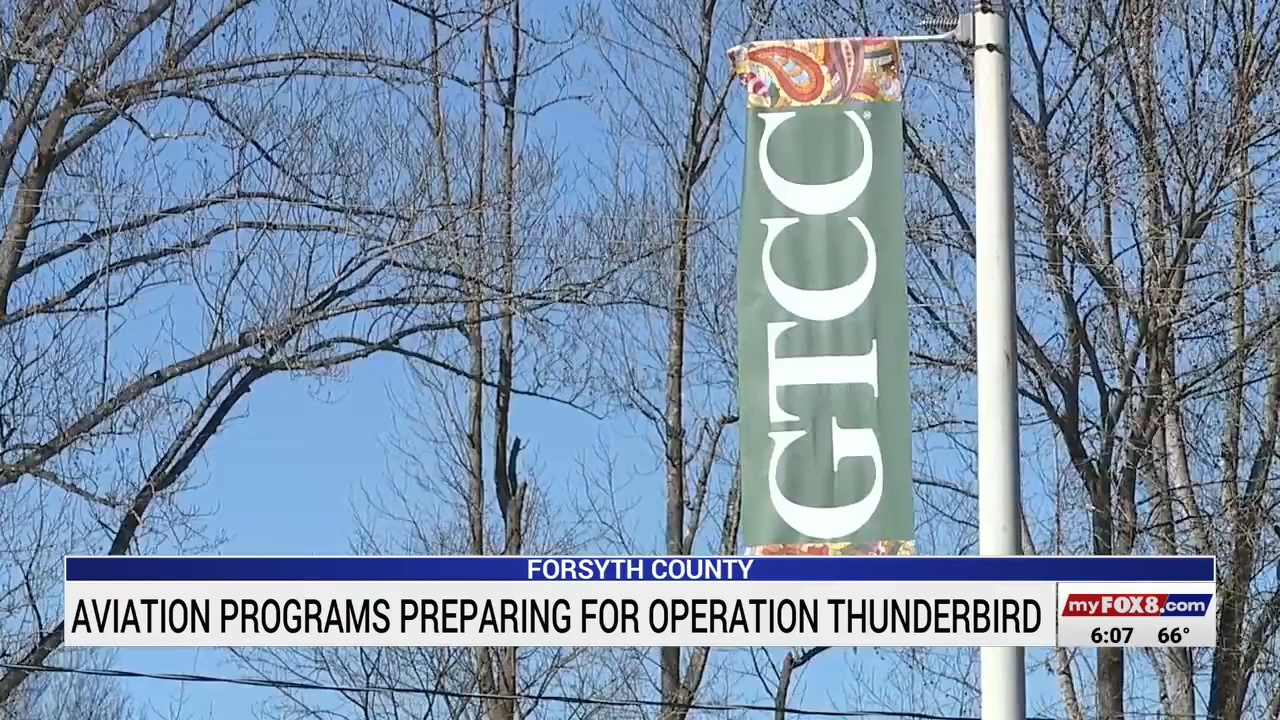 GTCC®
FORSYTH COUNTY
AVIATION PROGRAMS PREPARING FOR OPERATION THUNDERBIRD
myFOX8.com
6:07 66°